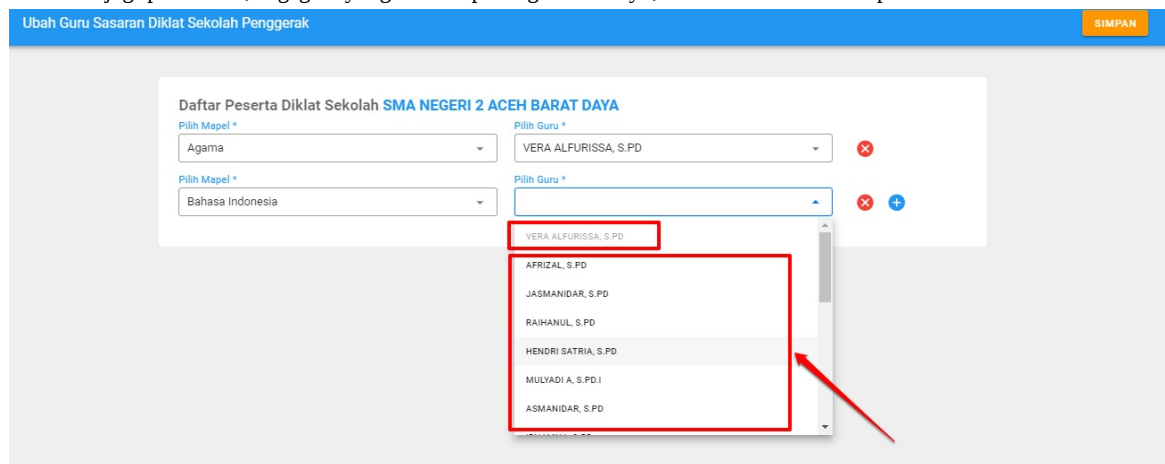 Ubah Guru Sasaran Diklat Sekolah Penggerak
SIMPAN
Daftar Peserta Diklat Sekolah SMA NEGERI 2 ACEH BARAT DAYA
Pilih Mapel *
Pilih Guru *
Agama
VERA ALFURISSA, S.PD
Pilih Mapel *
Pilih Guru *
Bahasa Indonesia
VERA ALFURISSA, S.PD
AFRIZAL, S.PD
JASMANIDAR, S.PD
RAIHANUL, S.PD
HENDRI SATRIA, S.PD
MULYADI A, S.PD.I
ASMANIDAR, S.PD